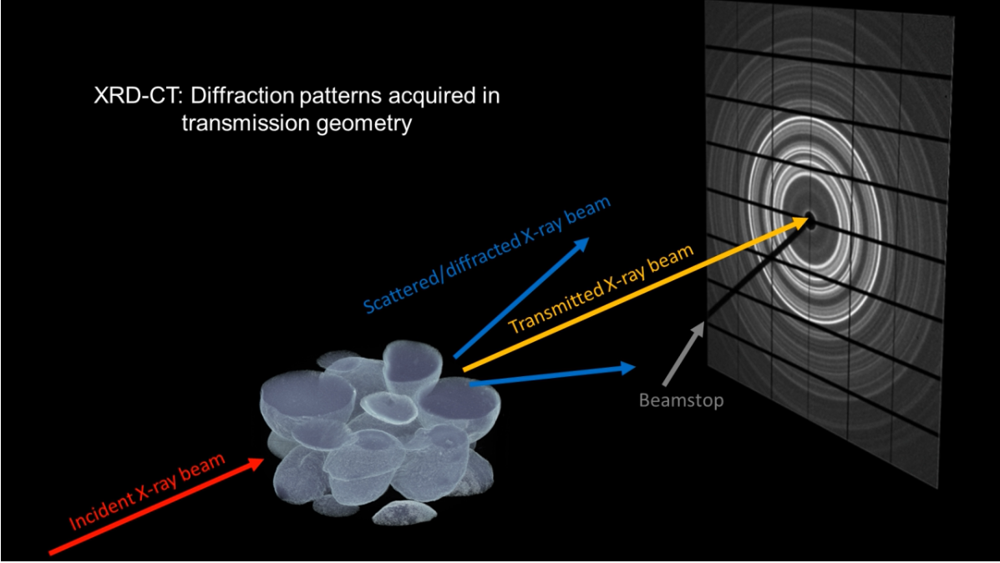 XRD-CT: Diffraction patterns acquired in
transmission geometry
Scattered/diffracted X-ray beam
Transmitted X-ray beam
Beamstop
Incident X-ray beam